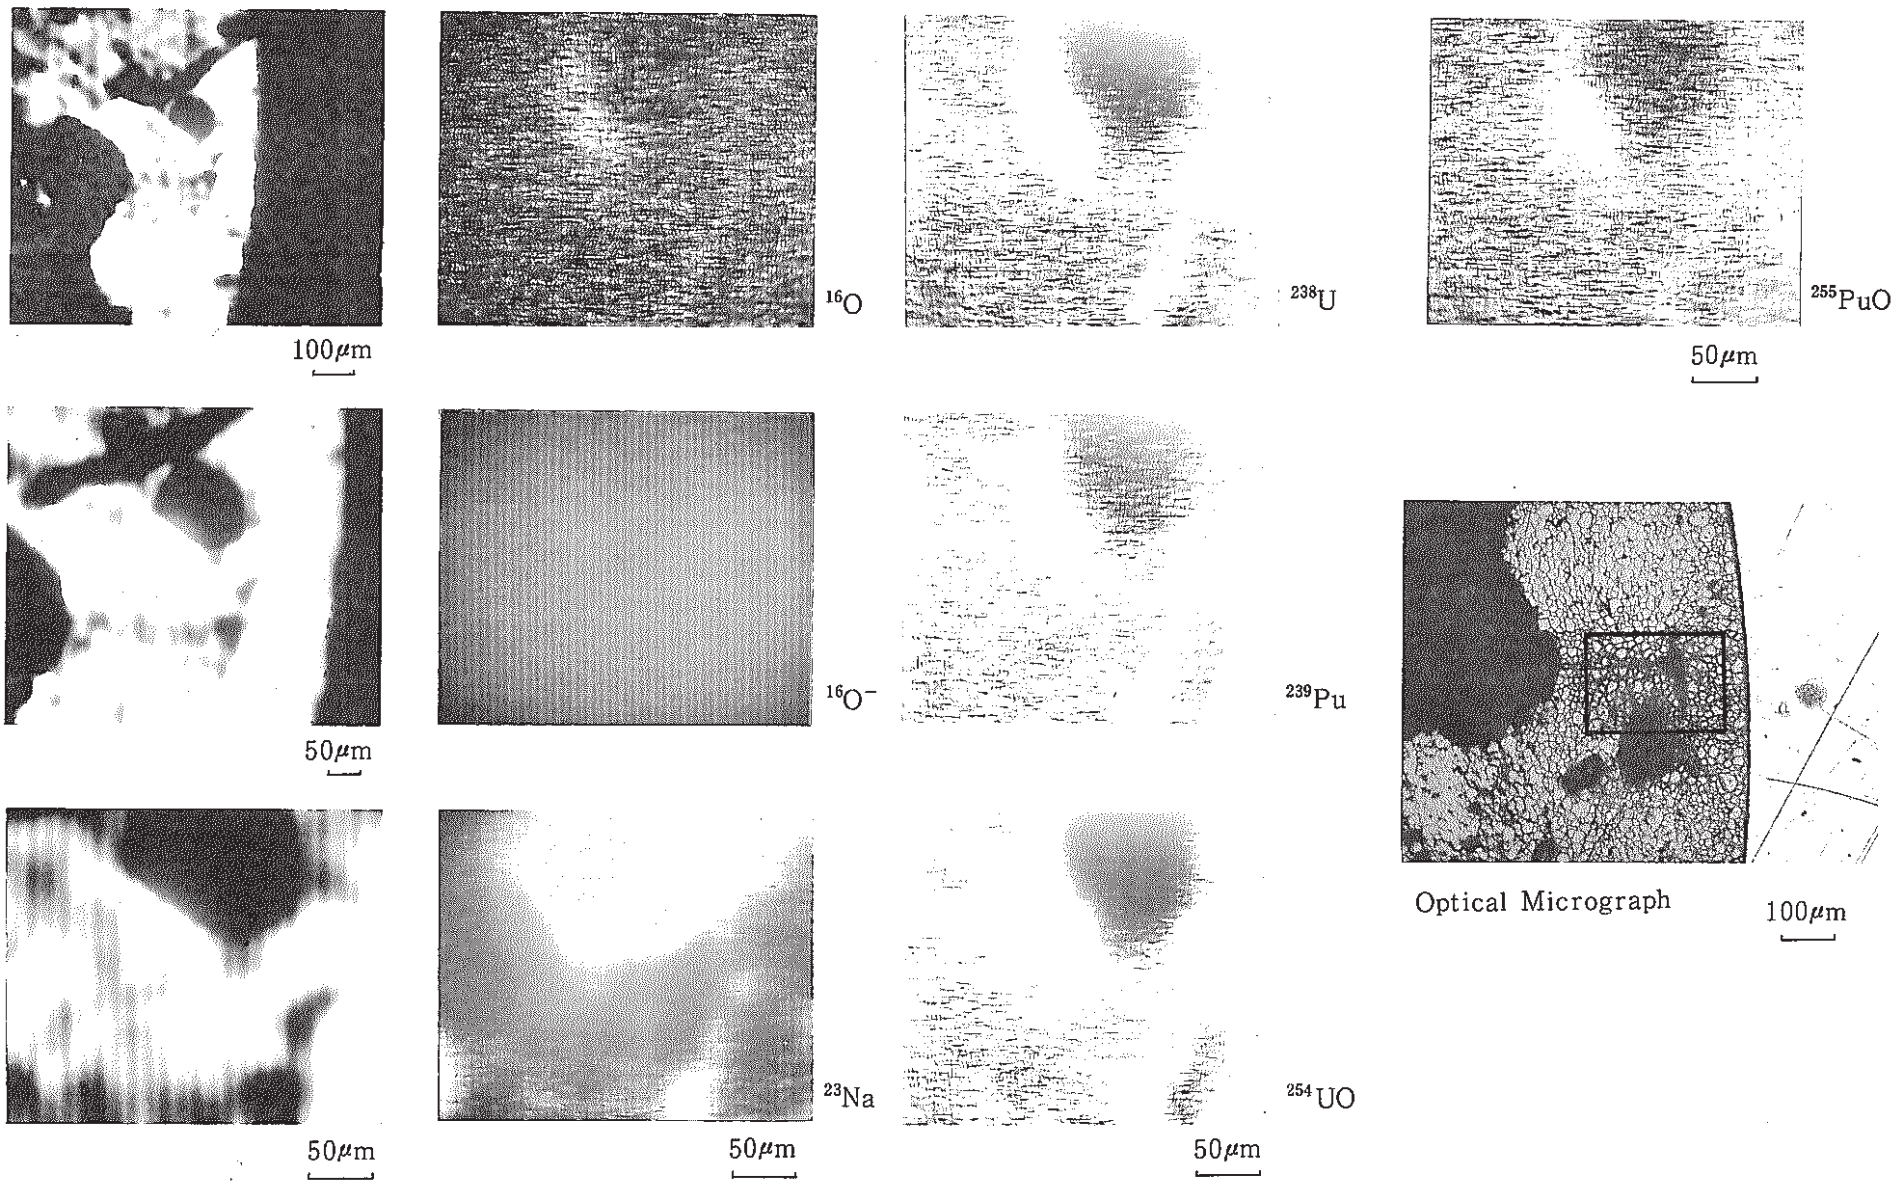 ¹⁶O
²³⁸U
²⁵⁵PuO
100μm
50μm
¹⁶O⁻
²³⁹Pu
50μm
Optical Micrograph
100μm
²³Na
²⁵⁴UO
50μm
50μm
50μm